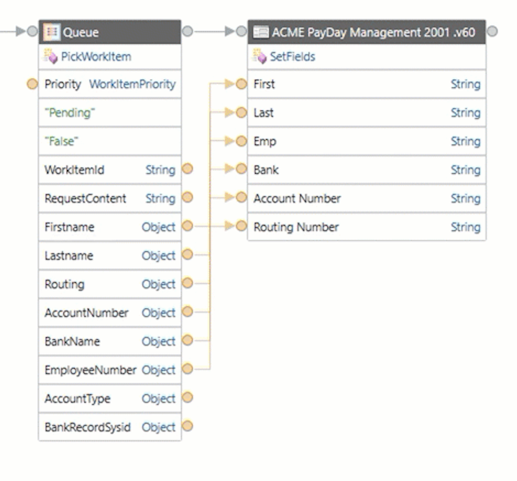 Queue
PickWorkItem
Priority WorkItemPriority
"Pending"
"False"
WorkItemId String
RequestContent String
Firstname Object
Lastname Object
Routing Object
AccountNumber Object
BankName Object
EmployeeNumber Object
AccountType Object
BankRecordSysid Object
ACME PayDay Management 2001 .v60
SetFields
First String
Last String
Emp String
Bank String
Account Number String
Routing Number String